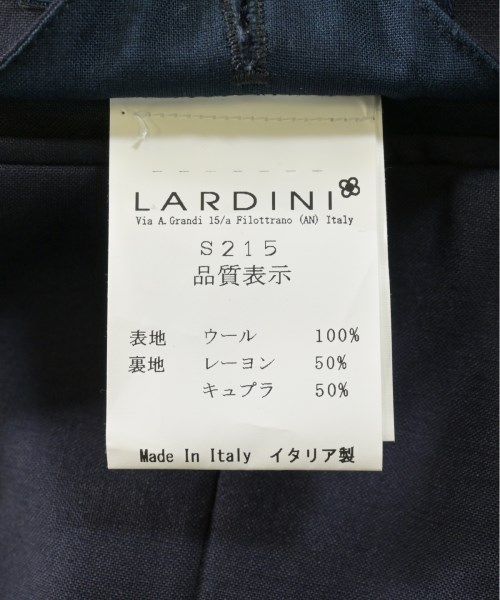 LARDINI
Via A. Grandi 15/a Filottrano (AN) Italy
S215
品質表示
表地 ウール 100%
裏地 レーヨン 50%
キュプラ 50%
Made In Italy イタリア製